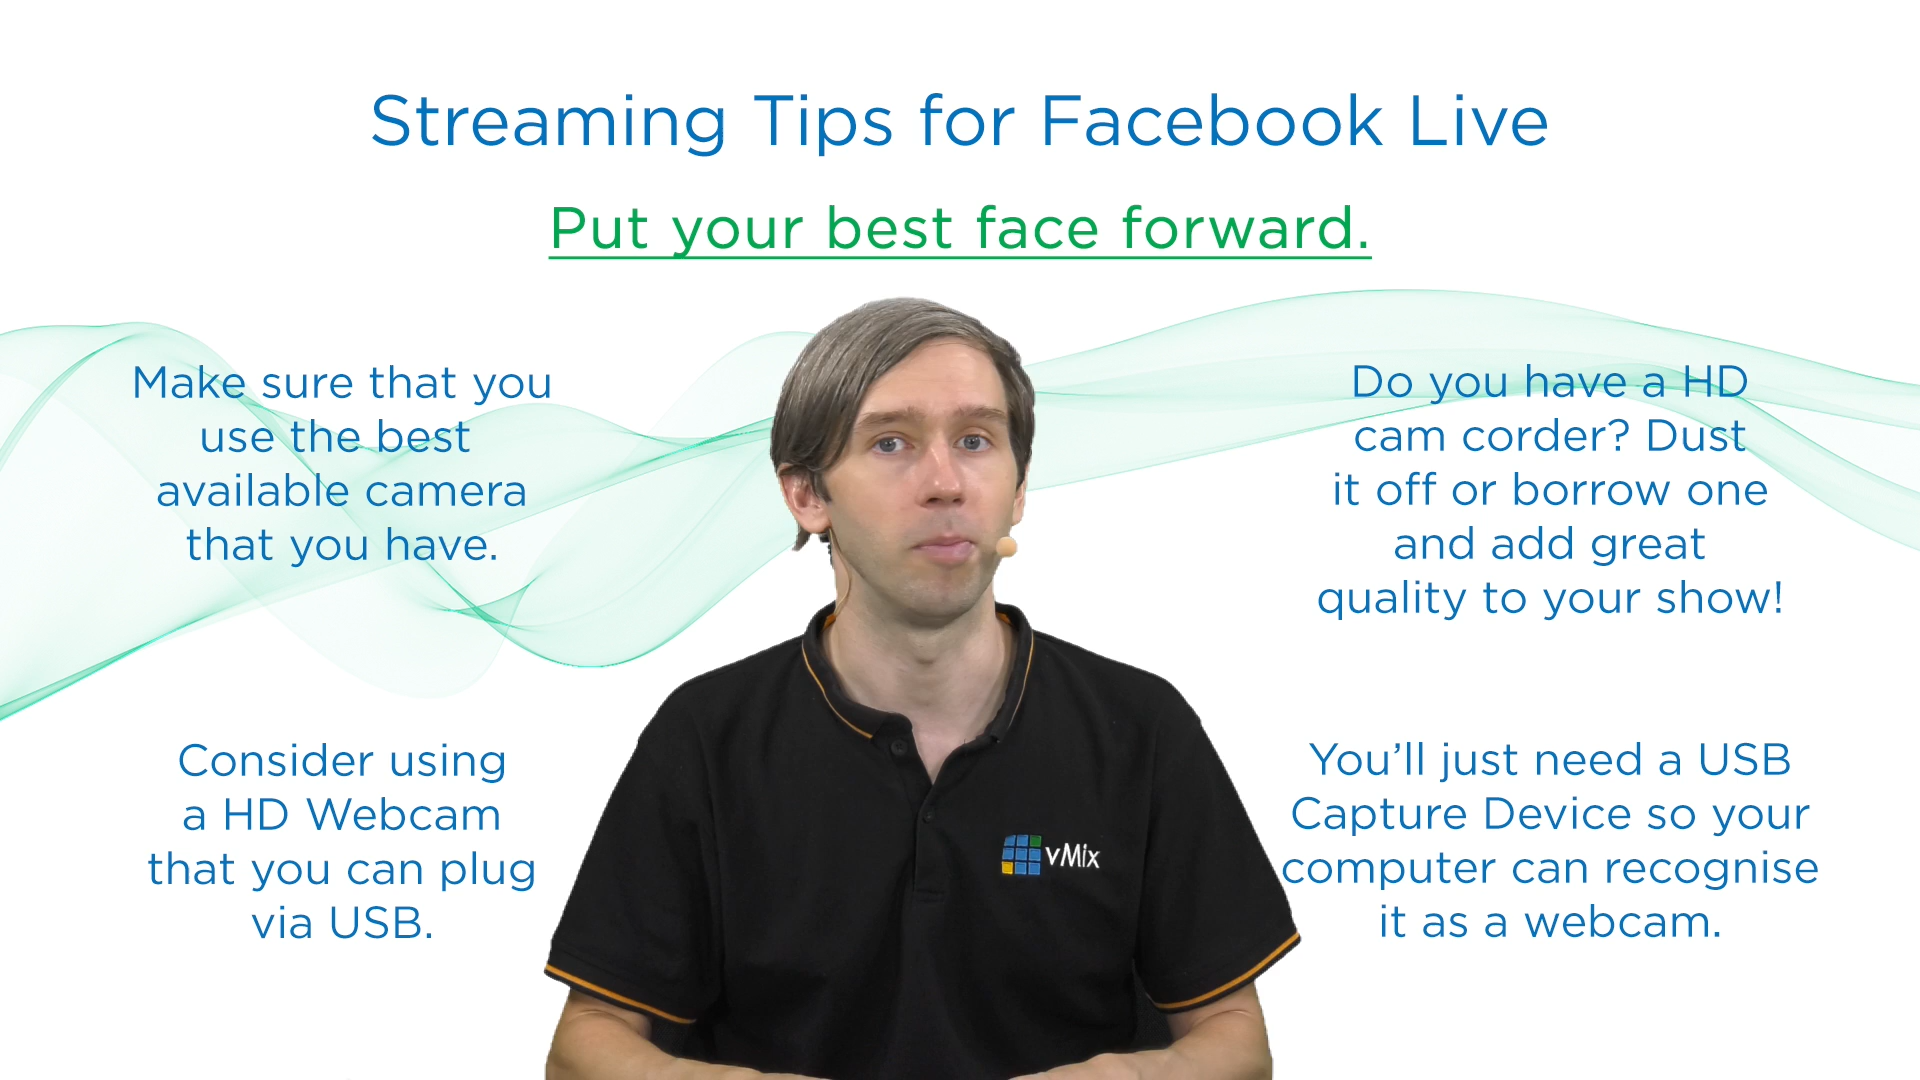 Streaming Tips for Facebook Live
Put your best face forward.
Make sure that you
use the best
available camera
that you have.
Consider using
a HD Webcam
that you can plug
via USB.
Do you have a HD
cam corder? Dust
it off or borrow one
and add great
quality to your show!
You’ll just need a USB
Capture Device so your
computer can recognise
it as a webcam.
vMix